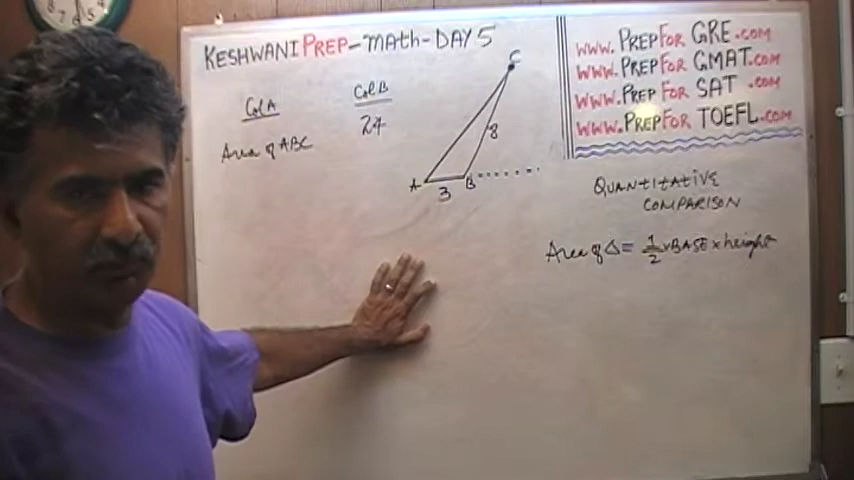 KESHWANI PREP - MATH - DAY 5
Col A
Col B
Area of ABC
24
C
8
A
B
3
www. PREPFOR GRE .com
www. PREPFOR GMAT.com
www. PREP FOR SAT .com
www. PREPFOR TOEFL.com
QUANTITATIVE
COMPARISON
Area of Δ = 1/2 x BASE x height